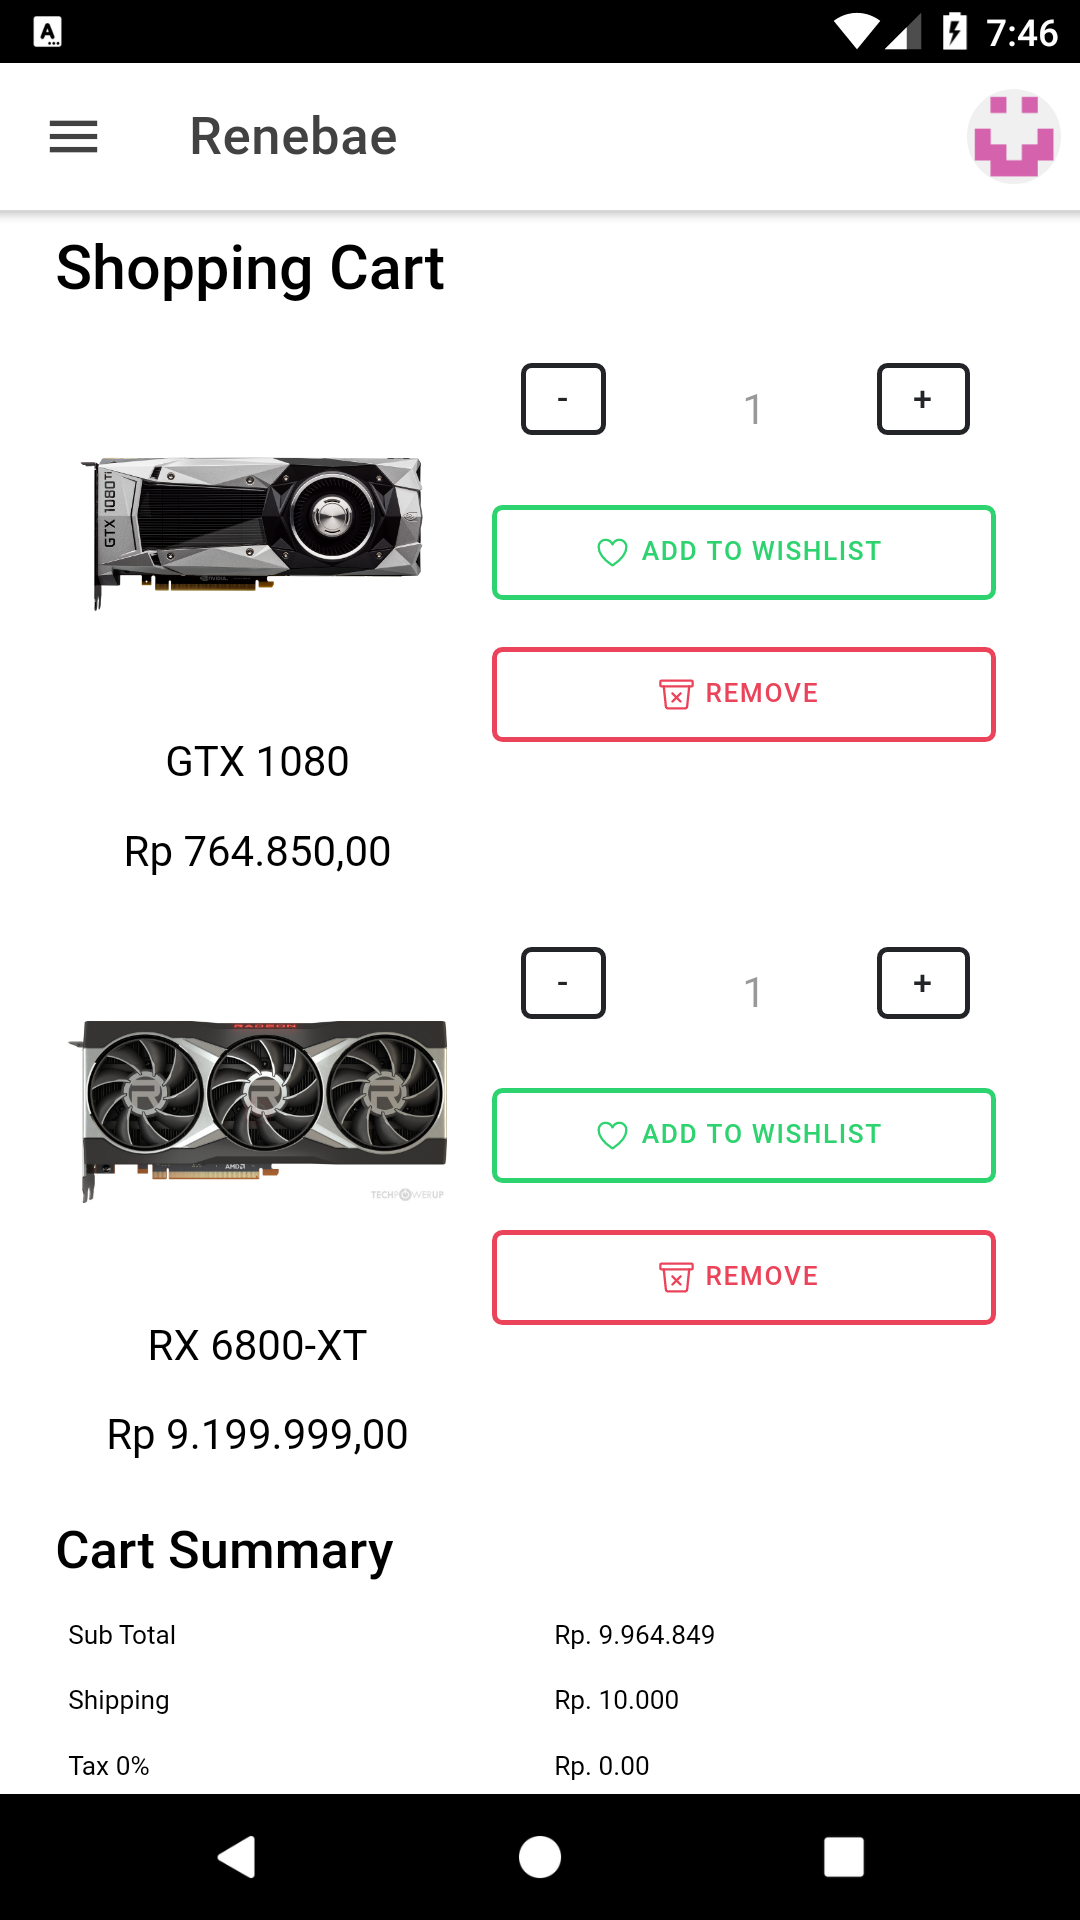 A
7:46
Renebae
Shopping Cart
- 1 +
GTX 1080Ti
NVIDIA
ADD TO WISHLIST
REMOVE
GTX 1080
Rp 764.850,00
- 1 +
RADEON
R R R
AMD
TECHPOWERUP
ADD TO WISHLIST
REMOVE
RX 6800-XT
Rp 9.199.999,00
Cart Summary
Sub Total Rp. 9.964.849
Shipping Rp. 10.000
Tax 0% Rp. 0.00